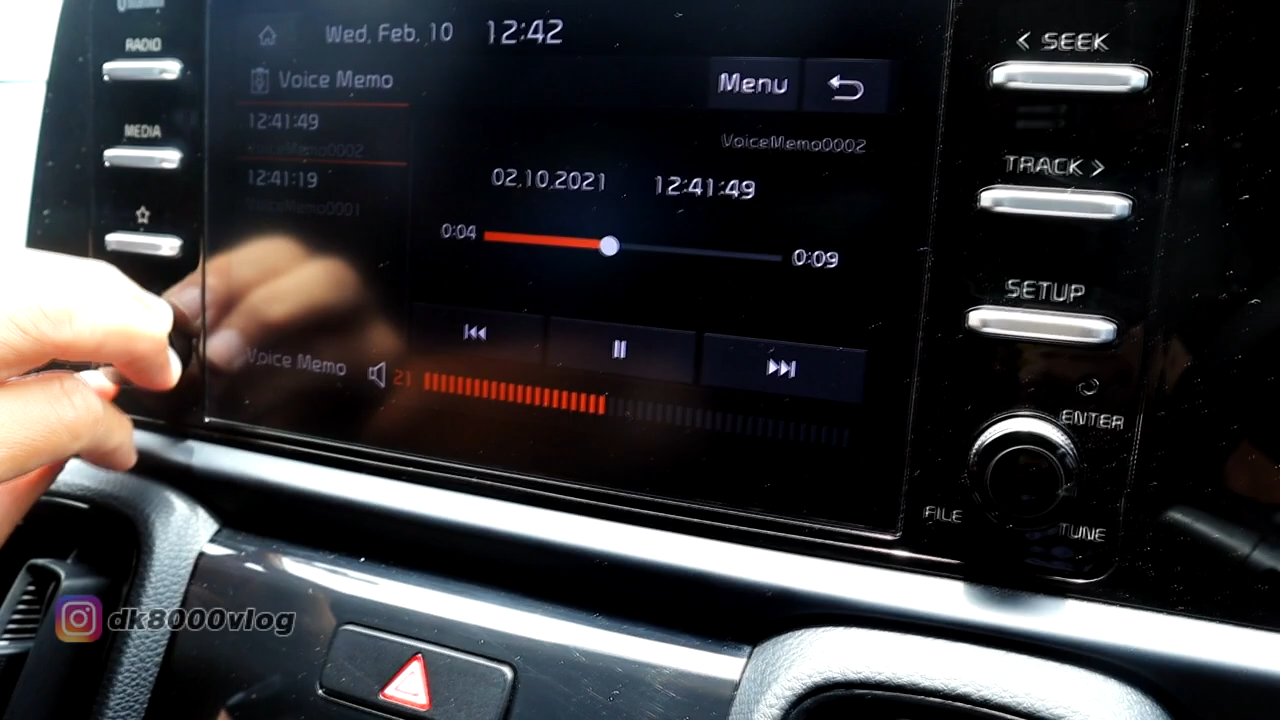 RADIO
MEDIA
Wed, Feb, 10 12:42
Voice Memo
Menu
12:41:49
VoiceMemo0002
12:41:19
VoiceMemo0001
VoiceMemo0002
02.10.2021 12:41:49
0:04
0:09
Voice Memo 21
< SEEK
TRACK >
SETUP
ENTER
FILE
TUNE
dk8000vlog